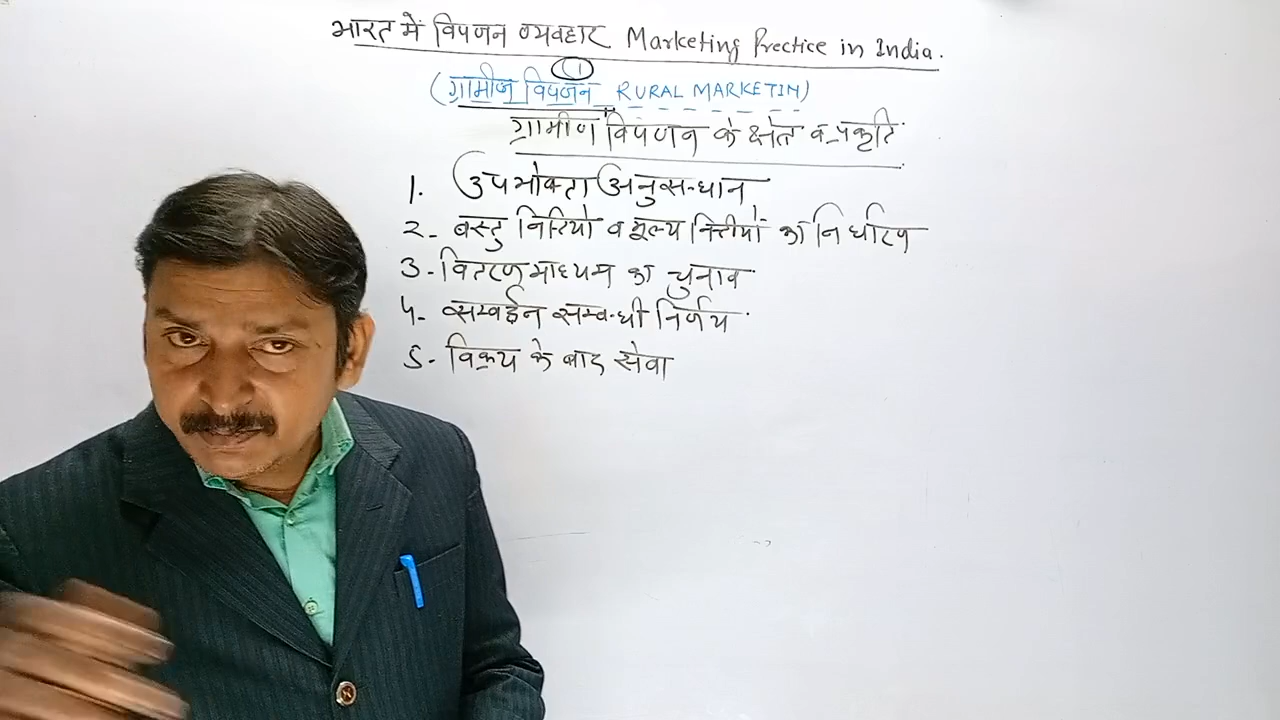 भारत में विपणन व्यवहार Marketing Prectice in India.
1
(ग्रामीण विपणन RURAL MARKETIN)
ग्रामीण विपणन के क्षेत्र व प्रकृति
1. उपभोक्ता अनुसन्धान
2- वस्तु नितियों व मूल्य नित्तीयों का निर्धारण
3- वितरण माध्यम का चुनाव
4- सम्वर्द्धन सम्बन्धी निर्णय
5- विक्रय के बाद सेवा